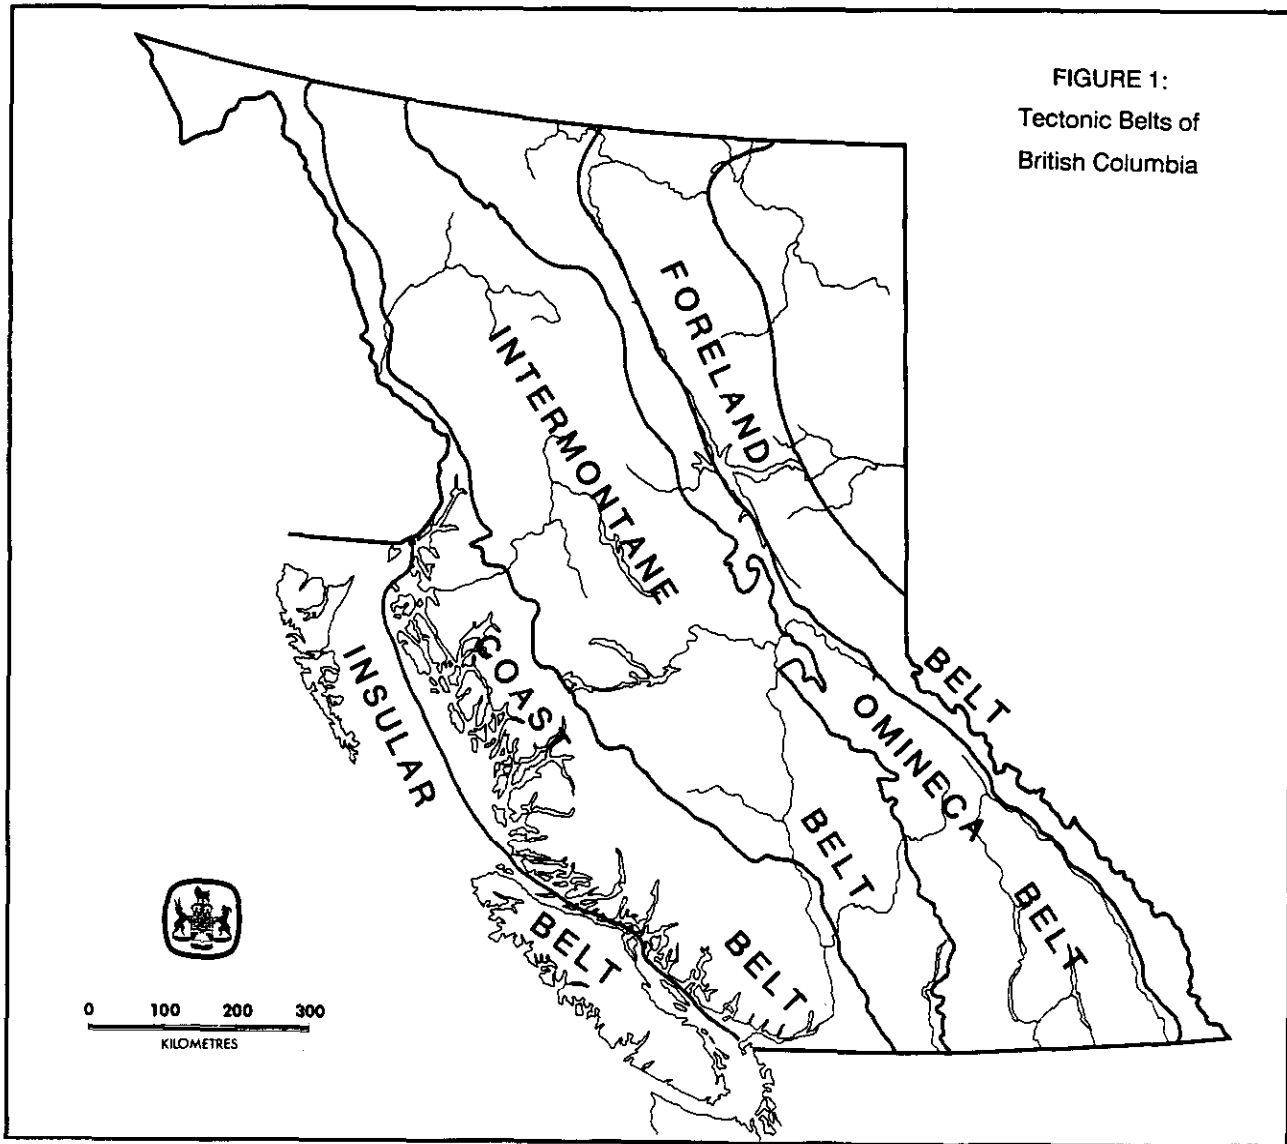 FIGURE 1:
Tectonic Belts of
British Columbia
FORELAND
BELT
INTERMONTANE
BELT
OMINECA
BELT
COAST
BELT
INSULAR
BELT
0 100 200 300
KILOMETRES